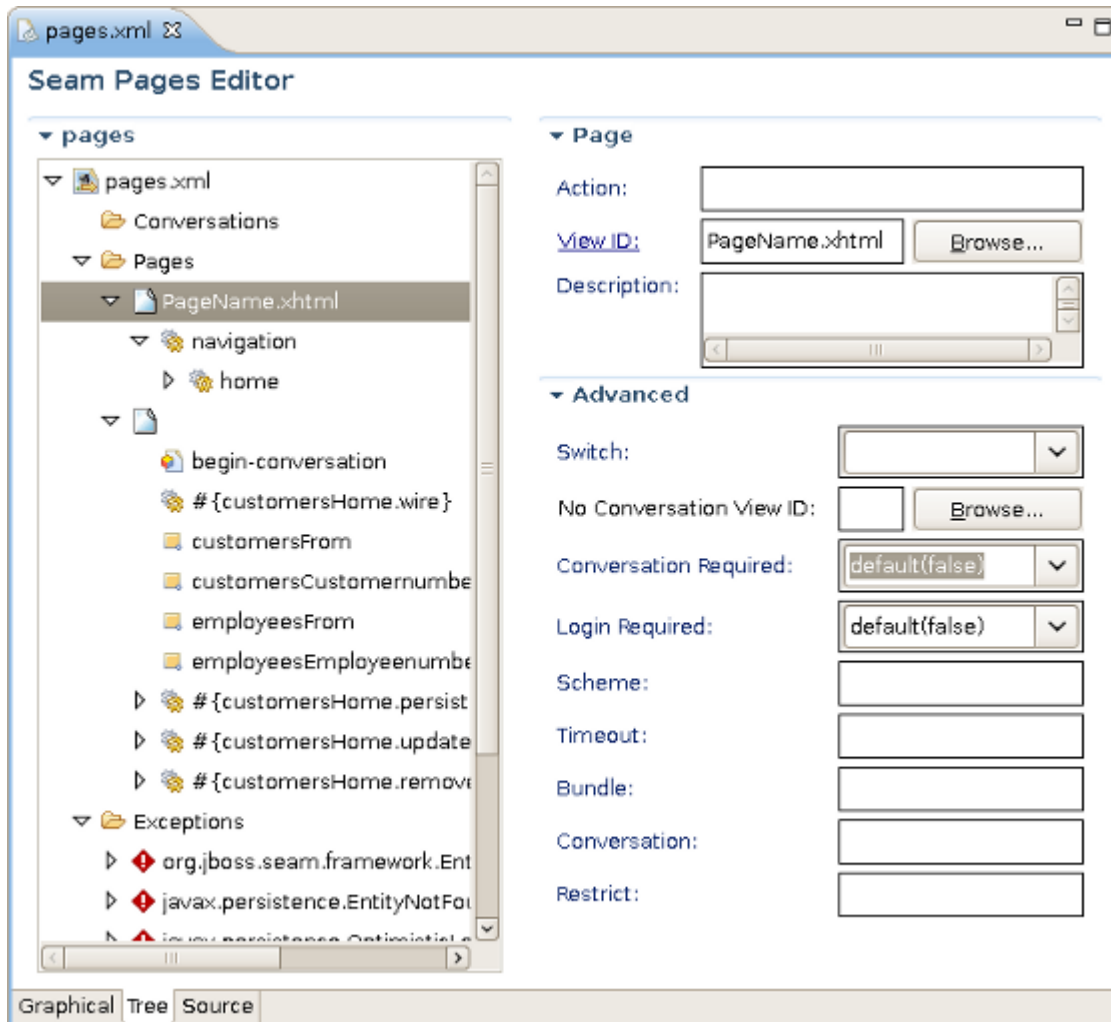 pages.xml
Seam Pages Editor
pages
pages.xml
Conversations
Pages
PageName.xhtml
navigation
home
begin-conversation
#{customersHome.wire}
customersFrom
customersCustomernumbe
employeesFrom
employeesEmployeenumbe
#{customersHome.persist
#{customersHome.update
#{customersHome.remove
Exceptions
org.jboss.seam.framework.Ent
javax.persistence.EntityNotFou
Page
Action:
View ID: PageName.xhtml Browse...
Description:
Advanced
Switch:
No Conversation View ID: Browse...
Conversation Required: default(false)
Login Required: default(false)
Scheme:
Timeout:
Bundle:
Conversation:
Restrict:
Graphical Tree Source